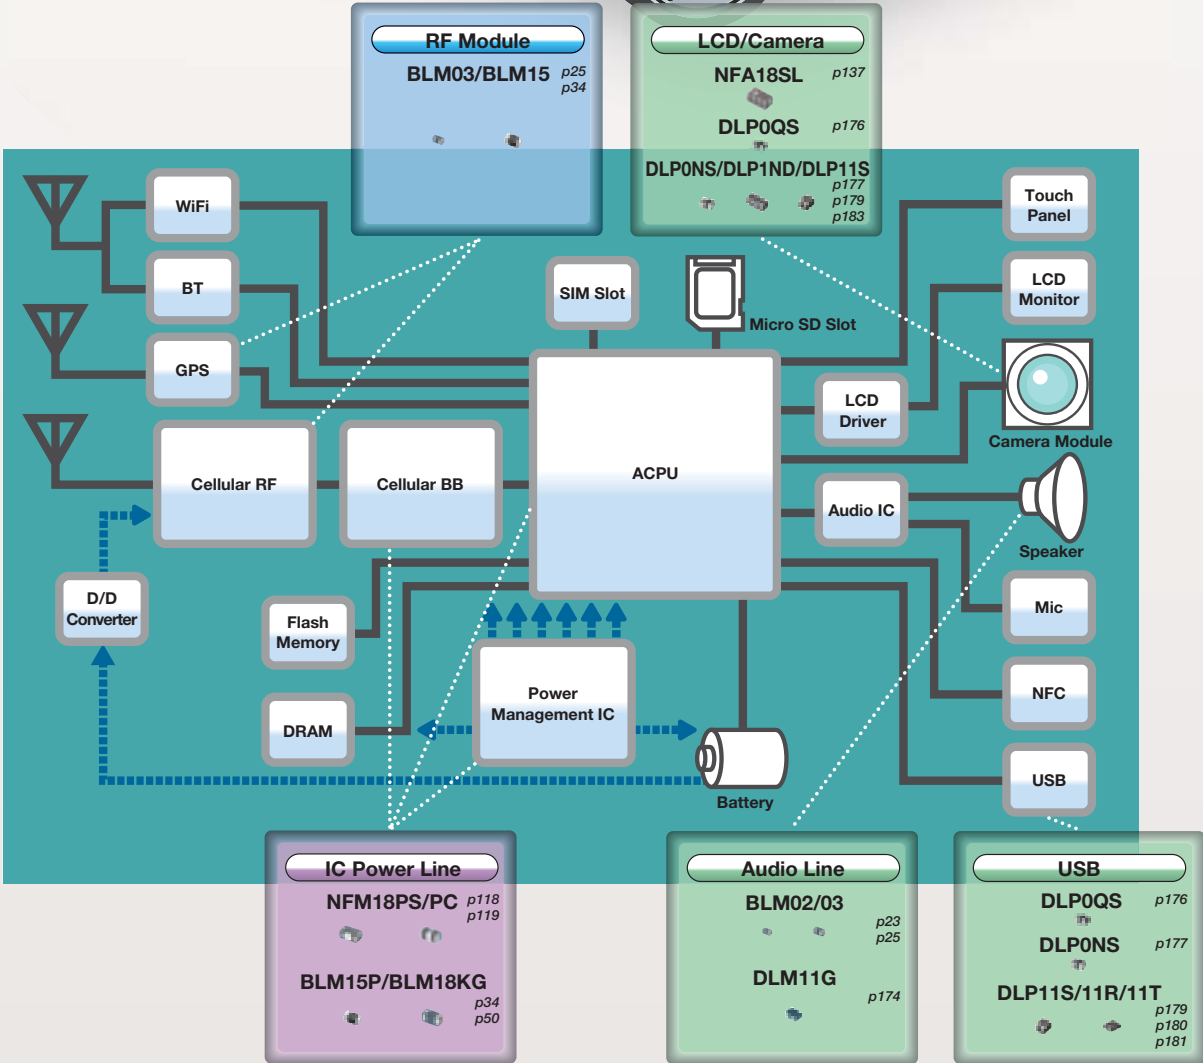 RF Module
BLM03/BLM15 p25
p34
LCD/Camera
NFA18SL p137
DLP0QS p176
DLP0NS/DLP1ND/DLP11S
p177
p179
p183
WiFi
BT
GPS
Cellular RF
Cellular BB
SIM Slot
Micro SD Slot
ACPU
Touch
Panel
LCD
Monitor
LCD
Driver
Camera Module
Audio IC
Speaker
Mic
NFC
USB
D/D
Converter
Flash
Memory
DRAM
Power
Management IC
Battery
IC Power Line
NFM18PS/PC p118
p119
BLM15P/BLM18KG
p34
p50
Audio Line
BLM02/03
p23
p25
DLM11G
p174
USB
DLP0QS p176
DLP0NS p177
DLP11S/11R/11T
p179
p180
p181